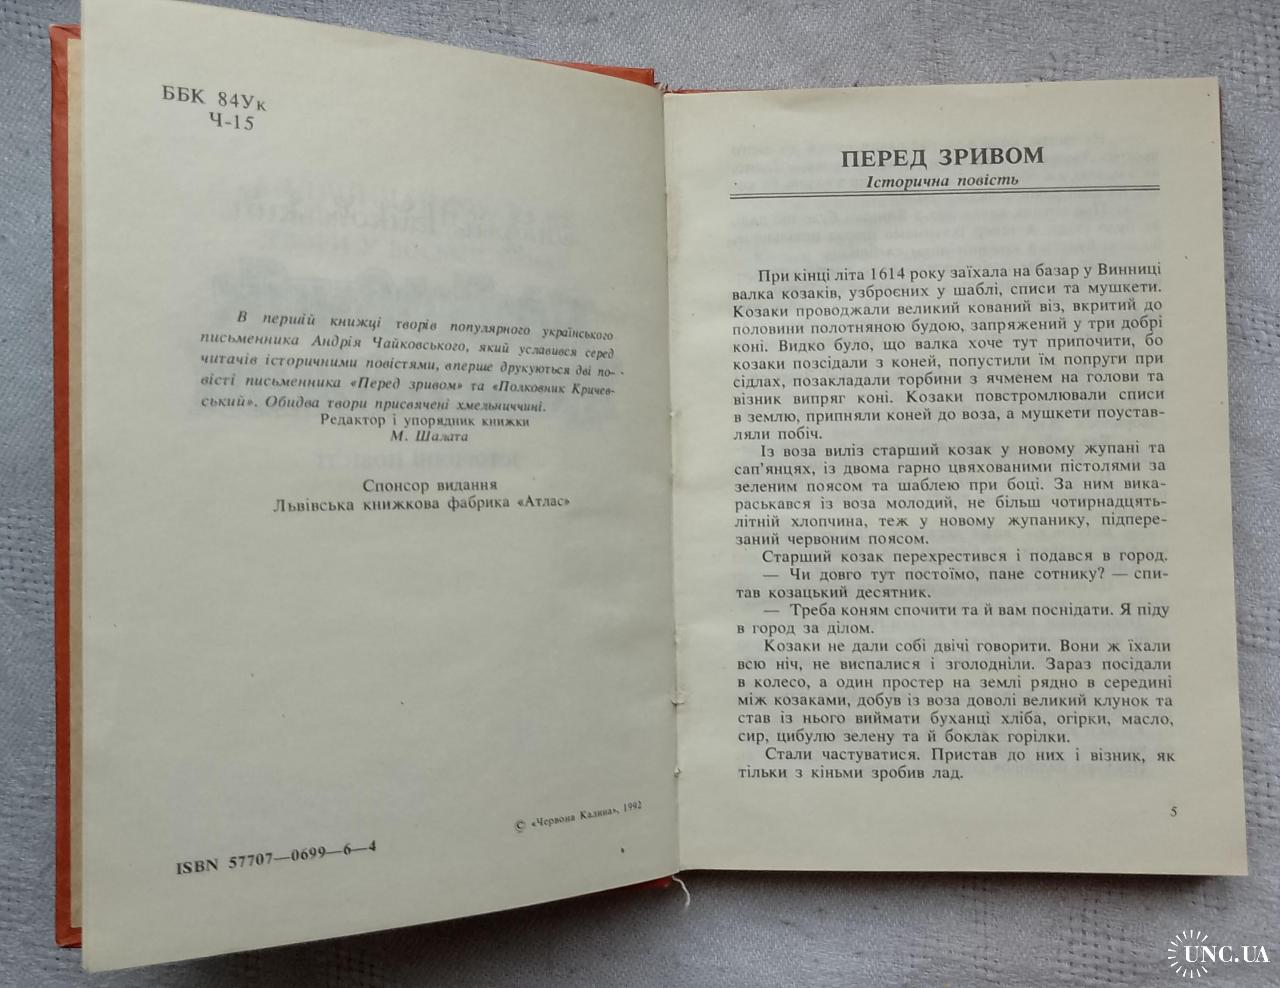 ББК 84Ук
Ч-15
В першій книжці творів популярного українського
письменника Андрія Чайковського, який уславився серед
читачів історичними повістями, вперше друкуються дві по-
вісті письменника «Перед зривом» та «Полковник Кричев-
ський». Обидва твори присвячені хмельниччині.
Редактор і упорядник книжки
М. Шалата
Спонсор видання
Львівська книжкова фабрика «Атлас»
© «Червона Калина», 1992
ISBN 57707—0699—6—4
ПЕРЕД ЗРИВОМ
Історична повість
При кінці літа 1614 року заїхала на базар у Винниці
валка козаків, узброєних у шаблі, списи та мушкети.
Козаки проводжали великий кований віз, вкритий до
половини полотняною будою, запряжений у три добрі
коні. Видко було, що валка хоче тут припочити, бо
козаки позсідали з коней, попустили їм попруги при
сідлах, позакладали торбини з ячменем на голови та
візник випряг коні. Козаки повстромлювали списи
в землю, припняли коней до воза, а мушкети поустав-
ляли побіч.
Із воза виліз старший козак у новому жупані та
сап'янцях, із двома гарно цвяхованими пістолями за
зеленим поясом та шаблею при боці. За ним вика-
раськався із воза молодий, не більш чотирнадцять-
літній хлопчина, теж у новому жупанику, підпере-
заний червоним поясом.
Старший козак перехрестився і подався в город.
— Чи довго тут постоїмо, пане сотнику? — спи-
тав козацький десятник.
— Треба коням спочити та й вам поснідати. Я піду
в город за ділом.
Козаки не дали собі двічі говорити. Вони ж їхали
всю ніч, не виспалися і зголодніли. Зараз посідали
в колесо, а один простер на землі рядно в середині
між козаками, добув із воза доволі великий клунок та
став із нього виймати буханці хліба, огірки, масло,
сир, цибулю зелену та й боклак горілки.
Стали частуватися. Пристав до них і візник, як
тільки з кіньми зробив лад.
5
UNC.UA